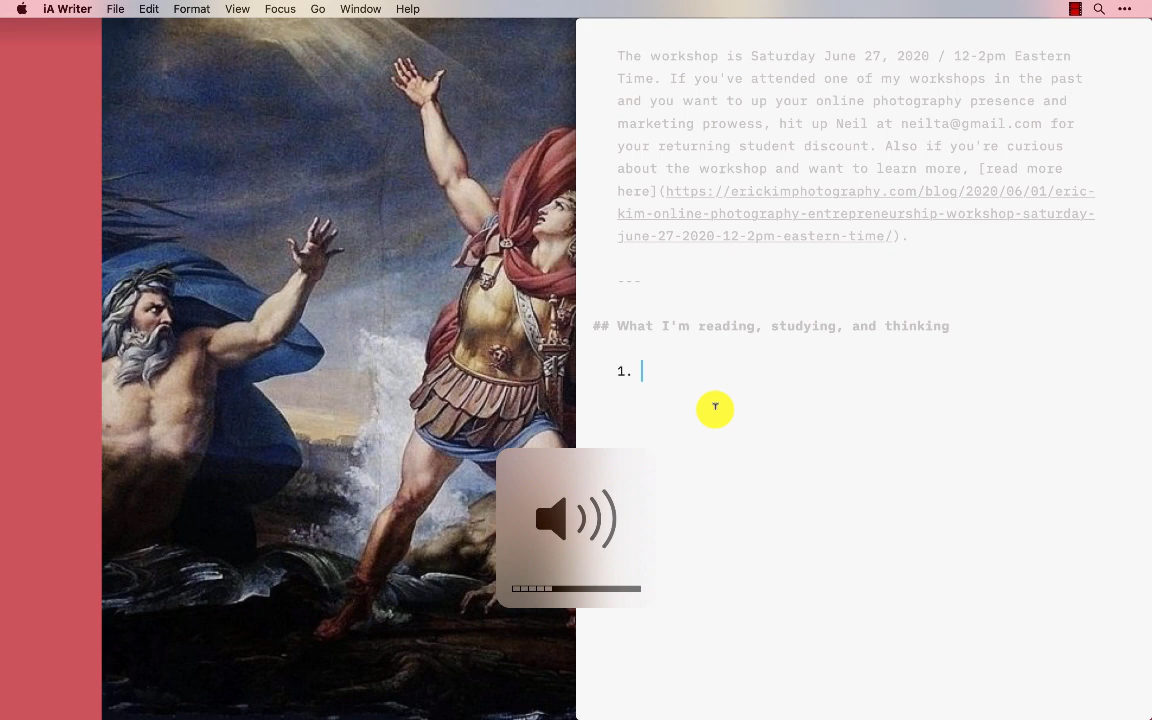 iA Writer File Edit Format View Focus Go Window Help
The workshop is Saturday June 27, 2020 / 12-2pm Eastern
Time. If you've attended one of my workshops in the past
and you want to up your online photography presence and
marketing prowess, hit up Neil at neilta@gmail.com for
your returning student discount. Also if you're curious
about the workshop and want to learn more, [read more
here](https://erickimphotography.com/blog/2020/06/01/eric-
kim-online-photography-entrepreneurship-workshop-saturday-
june-27-2020-12-2pm-eastern-time/).
---
## What I'm reading, studying, and thinking
1.